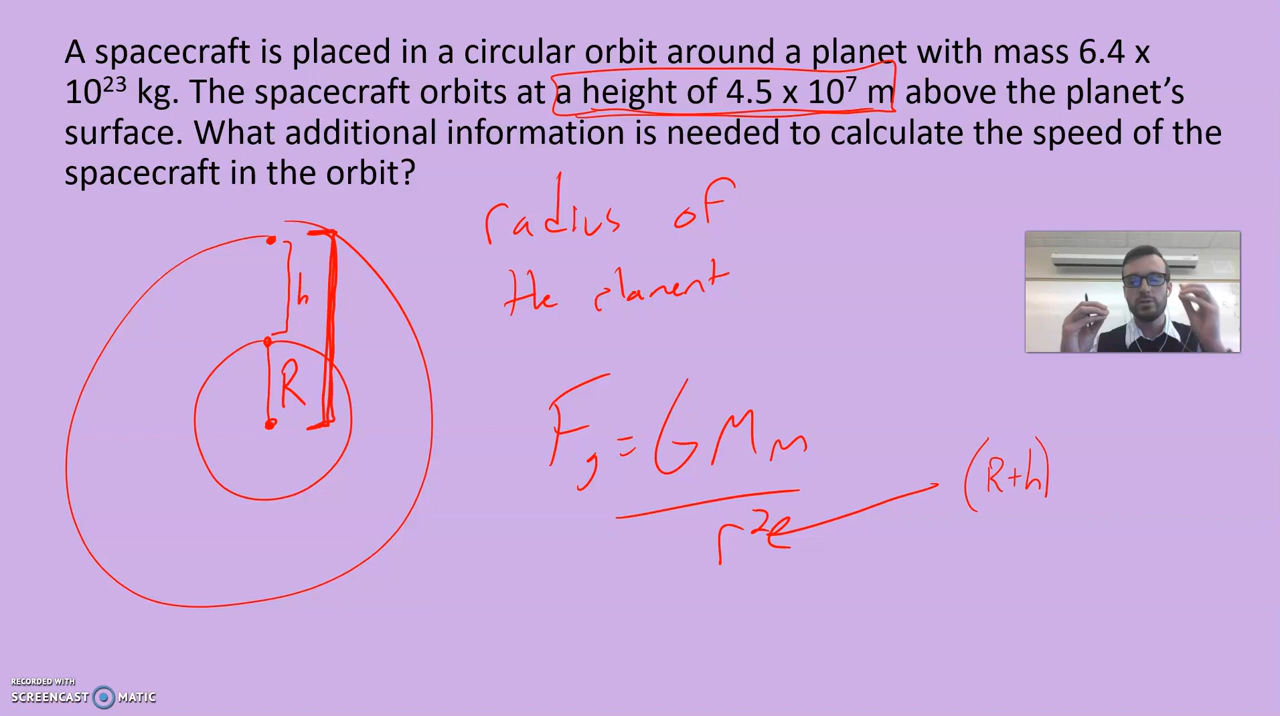 A spacecraft is placed in a circular orbit around a planet with mass 6.4 x
10²³ kg. The spacecraft orbits at a height of 4.5 x 10⁷ m above the planet's
surface. What additional information is needed to calculate the speed of the
spacecraft in the orbit?
radius of
the planent
h
R
Fg = GMm
r²
(R+h)
RECORDED WITH
SCREENCAST MATIC